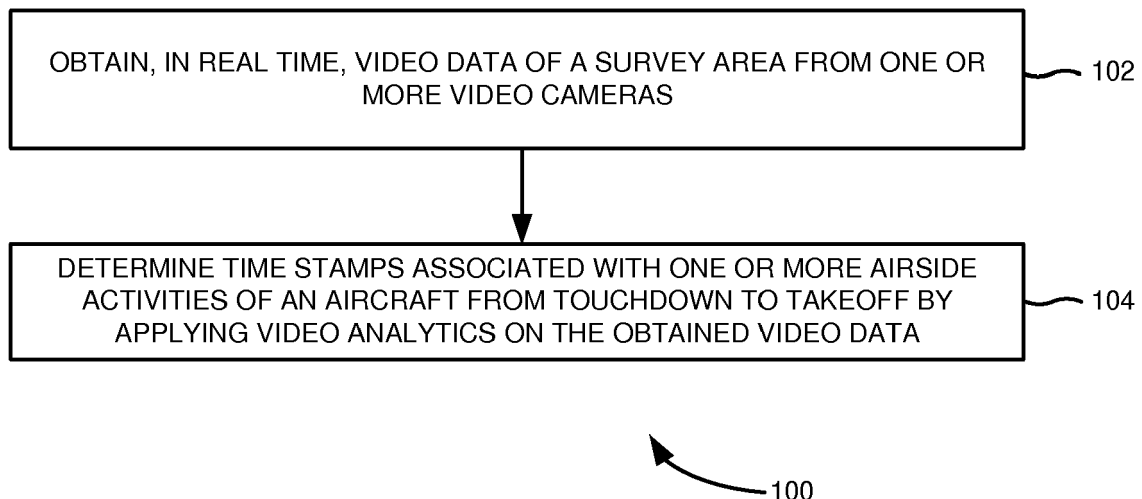 OBTAIN, IN REAL TIME, VIDEO DATA OF A SURVEY AREA FROM ONE OR
MORE VIDEO CAMERAS
102
DETERMINE TIME STAMPS ASSOCIATED WITH ONE OR MORE AIRSIDE
ACTIVITIES OF AN AIRCRAFT FROM TOUCHDOWN TO TAKEOFF BY
APPLYING VIDEO ANALYTICS ON THE OBTAINED VIDEO DATA
104
100